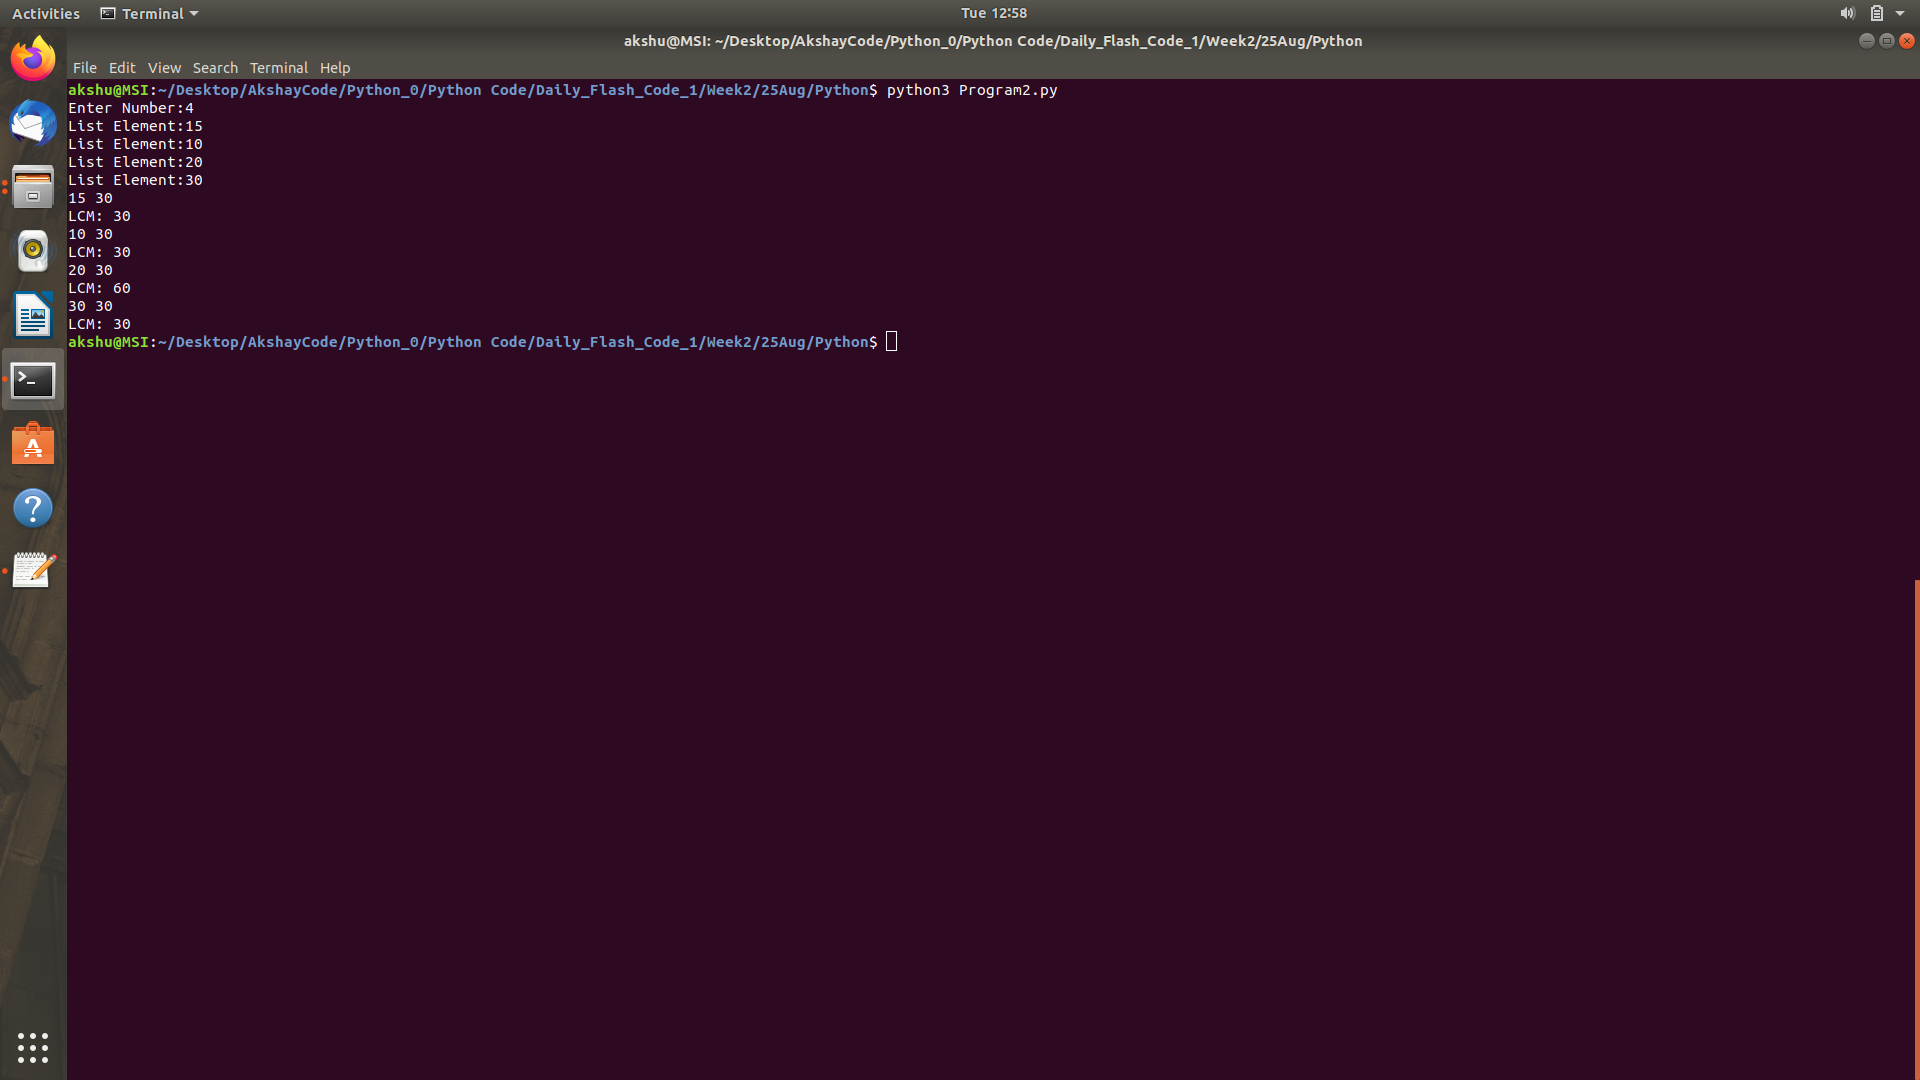 Activities Terminal Tue 12:58
akshu@MSI: ~/Desktop/AkshayCode/Python_0/Python Code/Daily_Flash_Code_1/Week2/25Aug/Python
File Edit View Search Terminal Help
akshu@MSI:~/Desktop/AkshayCode/Python_0/Python Code/Daily_Flash_Code_1/Week2/25Aug/Python$ python3 Program2.py
Enter Number:4
List Element:15
List Element:10
List Element:20
List Element:30
15 30
LCM: 30
10 30
LCM: 30
20 30
LCM: 60
30 30
LCM: 30
akshu@MSI:~/Desktop/AkshayCode/Python_0/Python Code/Daily_Flash_Code_1/Week2/25Aug/Python$